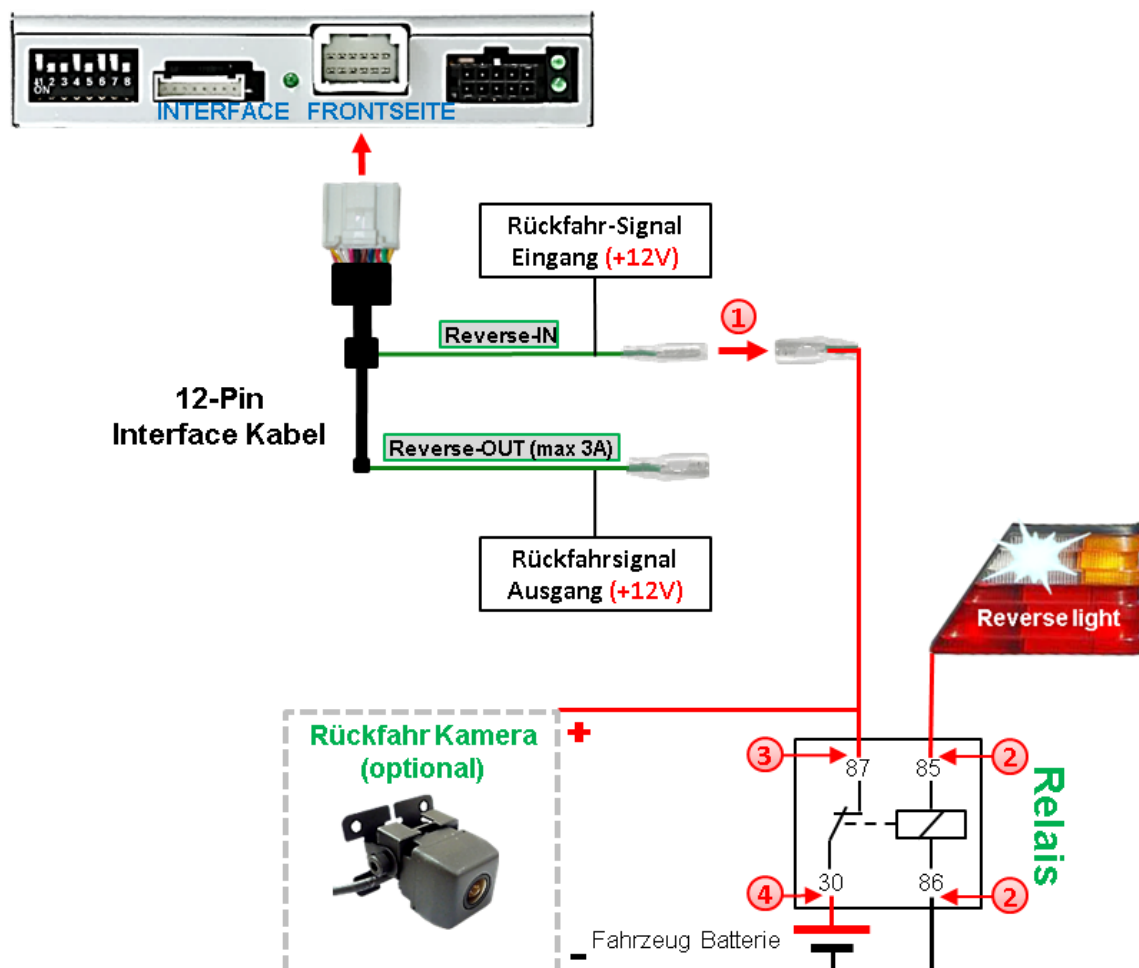 1 2 3 4 5 6 7 8
ON
INTERFACE FRONTSEITE
Rückfahr-Signal
Eingang (+12V)
1
Reverse-IN
12-Pin
Interface Kabel
Reverse-OUT (max 3A)
Rückfahrsignal
Ausgang (+12V)
Reverse light
Rückfahr Kamera
(optional)
+
3
87
85
2
Relais
4
30
86
2
- Fahrzeug Batterie